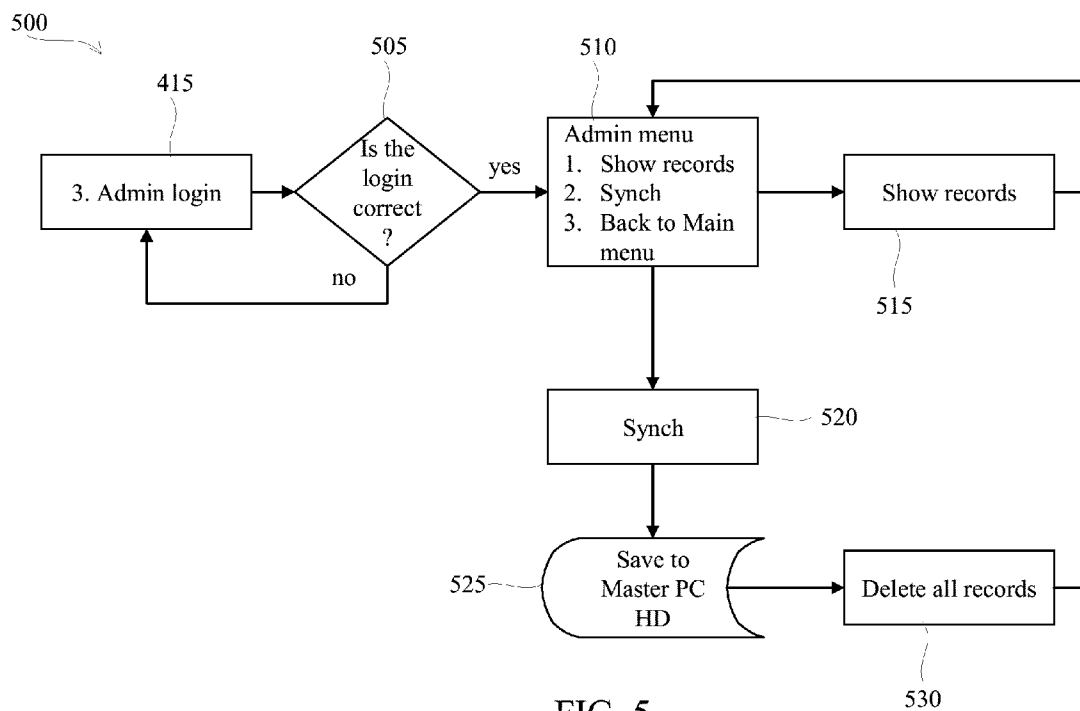 500
505
510
415
3. Admin login
Is the
login
correct
?
yes
no
Admin menu
1. Show records
2. Synch
3. Back to Main
menu
Show records
515
Synch
520
Save to
Master PC
HD
525
Delete all records
530
FIG. 5